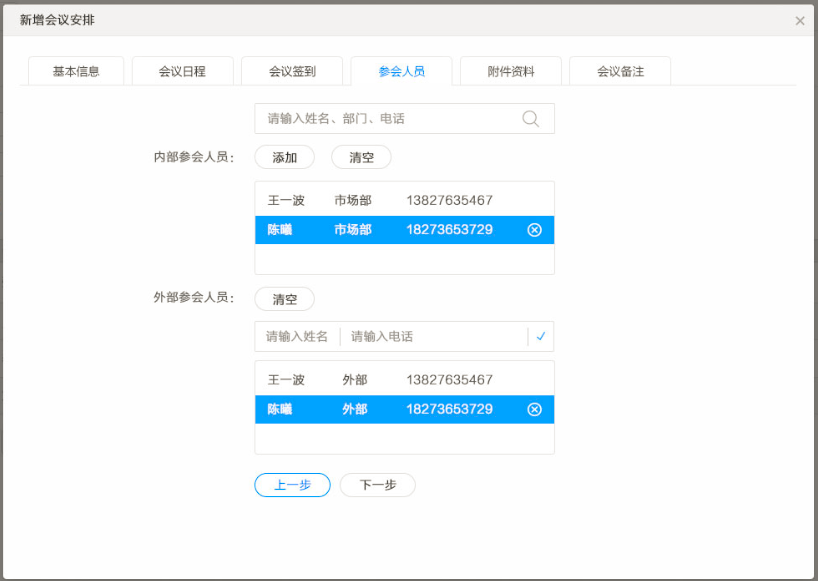 新增会议安排
基本信息 会议日程 会议签到 参会人员 附件资料 会议备注
请输入姓名、部门、电话
内部参会人员： 添加 清空
王一波 市场部 13827635467
陈曦 市场部 18273653729
外部参会人员： 清空
请输入姓名 请输入电话
王一波 外部 13827635467
陈曦 外部 18273653729
上一步 下一步